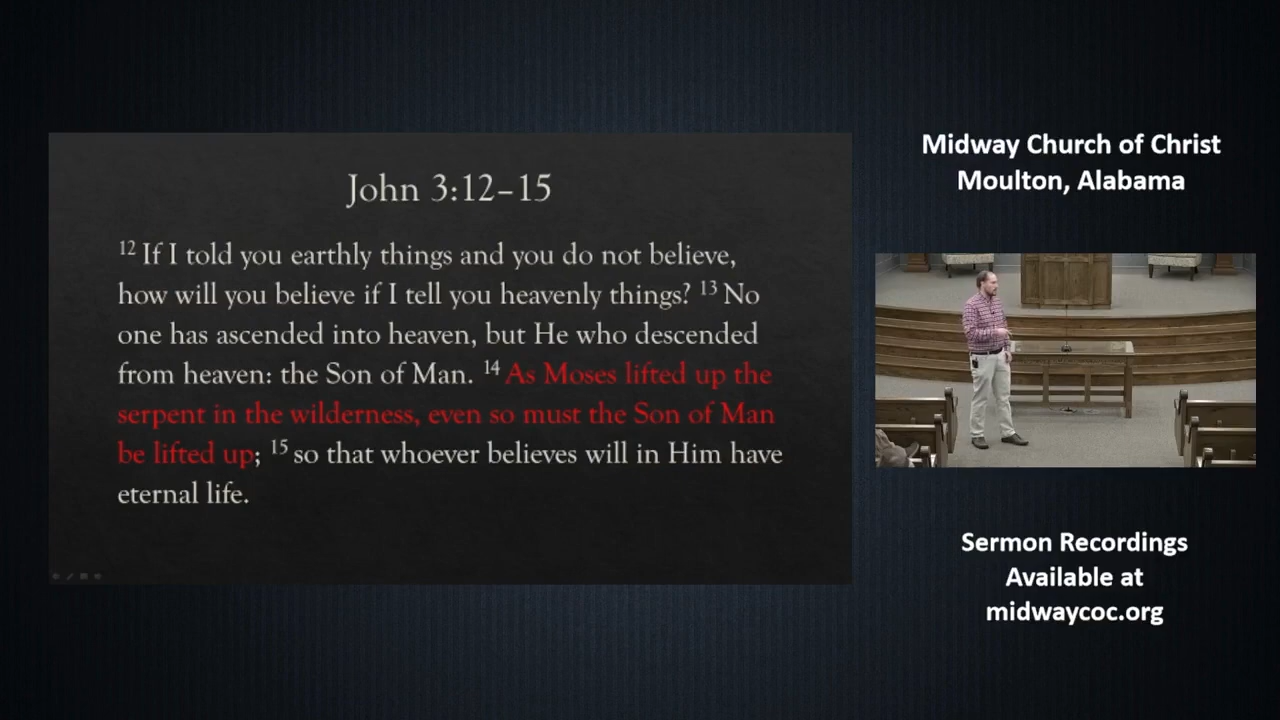 John 3:12–15
12 If I told you earthly things and you do not believe,
how will you believe if I tell you heavenly things? 13 No
one has ascended into heaven, but He who descended
from heaven: the Son of Man. 14 As Moses lifted up the
serpent in the wilderness, even so must the Son of Man
be lifted up; 15 so that whoever believes will in Him have
eternal life.
Midway Church of Christ
Moulton, Alabama
Sermon Recordings
Available at
midwaycoc.org